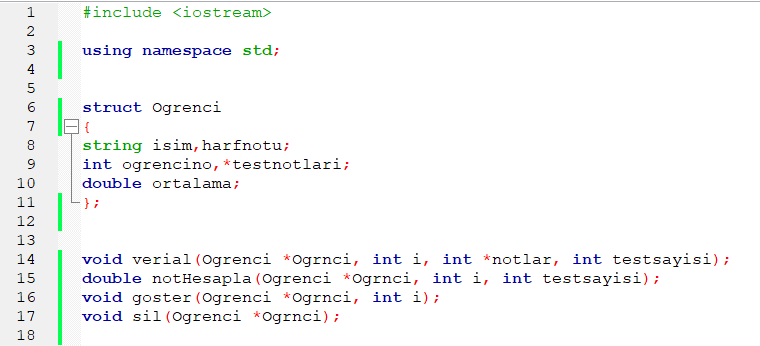 1 #include <iostream>
2
3 using namespace std;
4
5
6 struct Ogrenci
7 {
8 string isim,harfnotu;
9 int ogrencino,*testnotlari;
10 double ortalama;
11 };
12
13
14 void verial(Ogrenci *Ogrnci, int i, int *notlar, int testsayisi);
15 double notHesapla(Ogrenci *Ogrnci, int i, int testsayisi);
16 void goster(Ogrenci *Ogrnci, int i);
17 void sil(Ogrenci *Ogrnci);
18